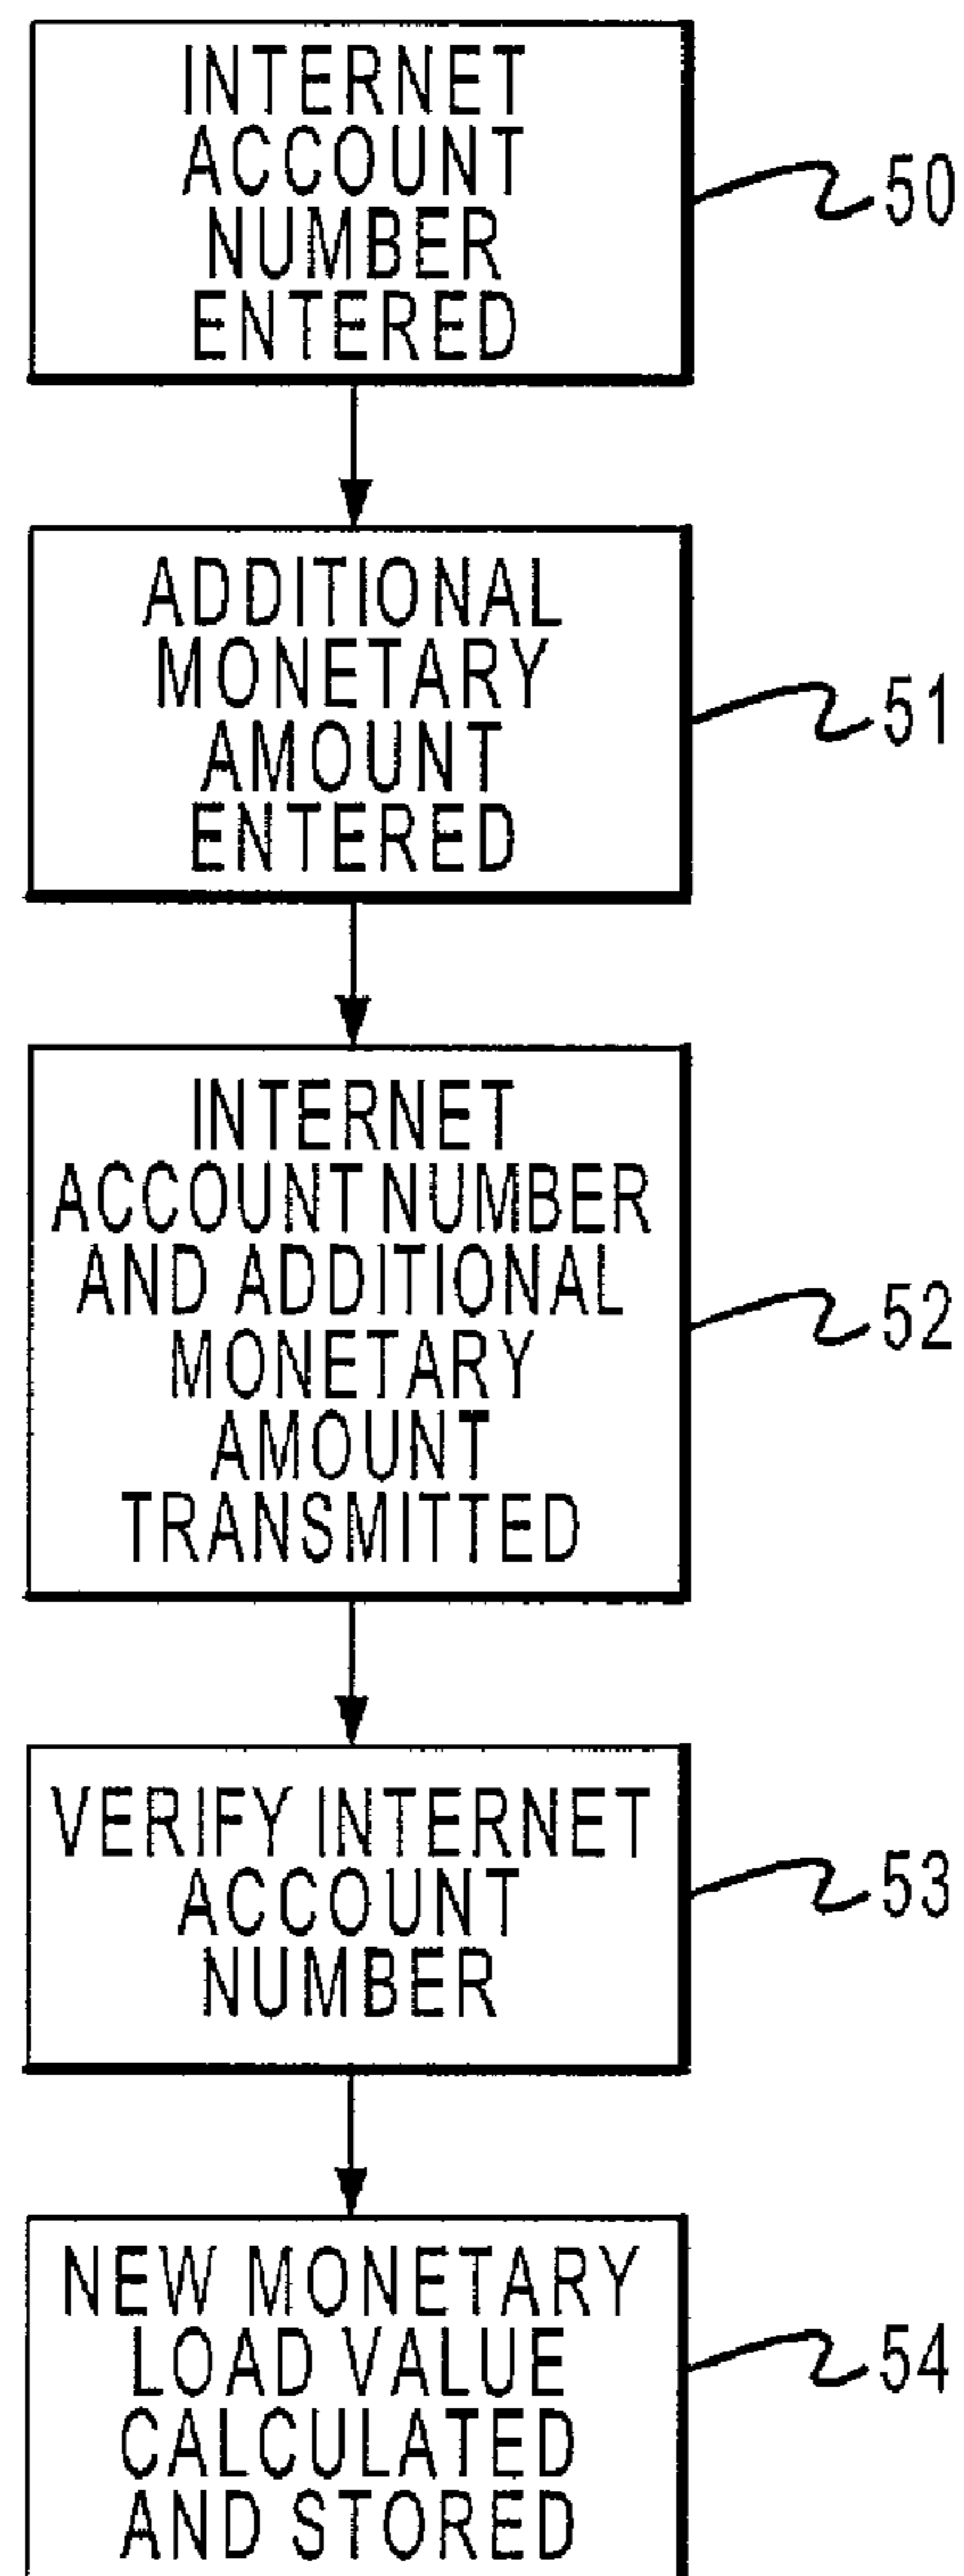 INTERNET
ACCOUNT
NUMBER
ENTERED
50
ADDITIONAL
MONETARY
AMOUNT
ENTERED
51
INTERNET
ACCOUNT NUMBER
AND ADDITIONAL
MONETARY
AMOUNT
TRANSMITTED
52
VERIFY INTERNET
ACCOUNT
NUMBER
53
NEW MONETARY
LOAD VALUE
CALCULATED
AND STORED
54